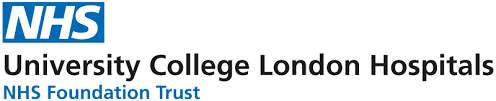 NHS
University College London Hospitals
NHS Foundation Trust